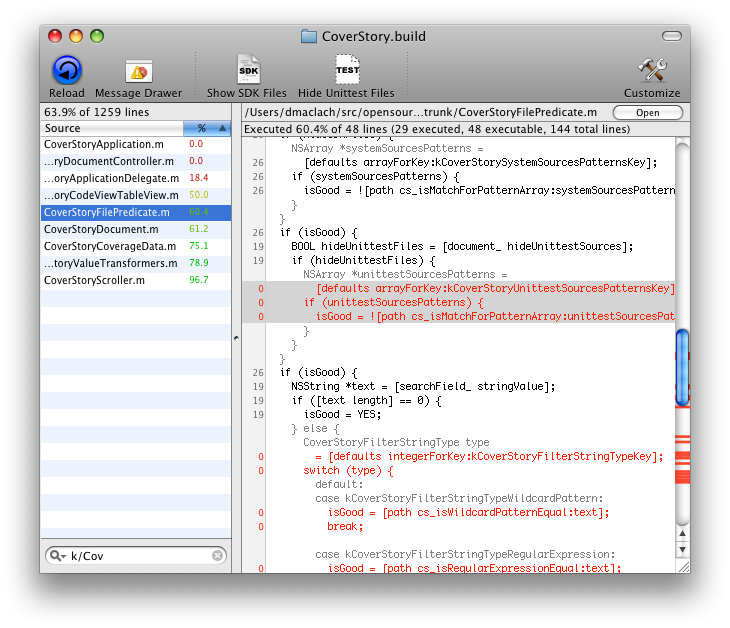 CoverStory.build
SDK
TEST
Reload Message Drawer Show SDK Files Hide Unittest Files Customize
63.9% of 1259 lines
/Users/dmaclach/src/opensour...trunk/CoverStoryFilePredicate.m Open
Source %
Executed 60.4% of 48 lines (29 executed, 48 executable, 144 total lines)
CoverStoryApplication.m 0.0
...ryDocumentController.m 0.0
...oryApplicationDelegate.m 18.4
...oryCodeViewTableView.m 50.0
CoverStoryFilePredicate.m 60.4
CoverStoryDocument.m 61.2
CoverStoryCoverageData.m 75.1
...toryValueTransformers.m 78.9
CoverStoryScroller.m 96.7
k/Cov
NSArray *systemSourcesPatterns =
26 [defaults arrayForKey:kCoverStorySystemSourcesPatternsKey];
26 if (systemSourcesPatterns) {
26 isGood = ![path cs_isMatchForPatternArray:systemSourcesPattern
}
}
26 if (isGood) {
19 BOOL hideUnittestFiles = [document_ hideUnittestSources];
19 if (hideUnittestFiles) {
NSArray *unittestSourcesPatterns =
0 [defaults arrayForKey:kCoverStoryUnittestSourcesPatternsKey]
0 if (unittestSourcesPatterns) {
0 isGood = ![path cs_isMatchForPatternArray:unittestSourcesPat
}
}
}
26 if (isGood) {
19 NSString *text = [searchField_ stringValue];
19 if ([text length] == 0) {
19 isGood = YES;
} else {
CoverStoryFilterStringType type
0 = [defaults integerForKey:kCoverStoryFilterStringTypeKey];
0 switch (type) {
default:
case kCoverStoryFilterStringTypeWildcardPattern:
0 isGood = [path cs_isWildcardPatternEqual:text];
0 break;
case kCoverStoryFilterStringTypeRegularExpression:
0 isGood = [path cs_isRegularExpressionEqual:text];